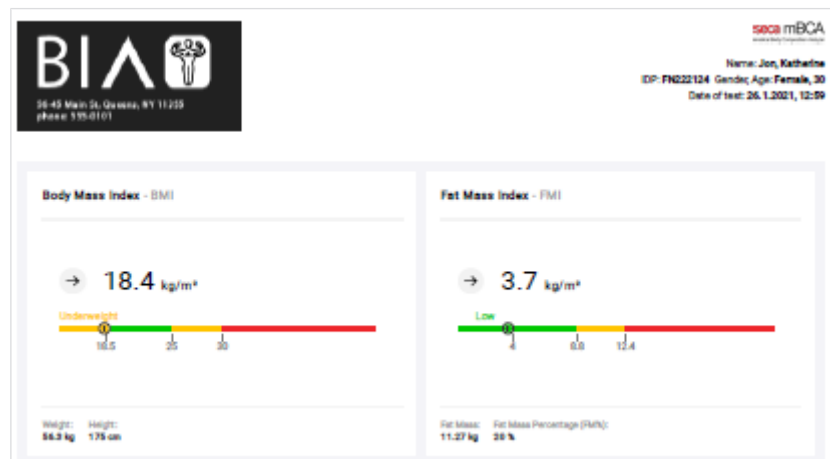 BIA
36-45 Main St, Queens, NY 11355
phone: 555-0101
seca mBCA
Name: Jon, Katherine
IDP: FN222124 Gender, Age: Female, 30
Date of test: 26.1.2021, 12:59
Body Mass Index - BMI
→ 18.4 kg/m²
Underweight
18.5 25 30
Weight: Height:
56.3 kg 175 cm
Fat Mass Index - FMI
→ 3.7 kg/m²
Low
4 8.8 12.4
Fat Mass: Fat Mass Percentage (FM%):
11.27 kg 20 %